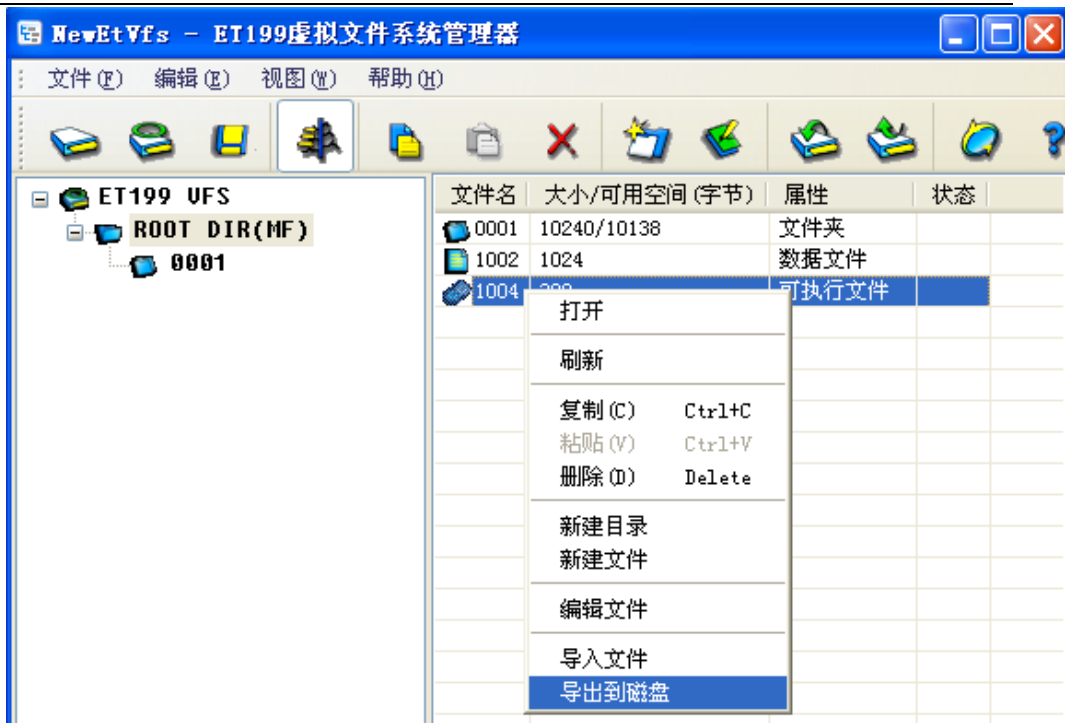 NewEtVfs - ET199虚拟文件系统管理器
文件(F) 编辑(E) 视图(W) 帮助(H)
ET199 VFS
ROOT DIR(MF)
0001
文件名 大小/可用空间(字节) 属性 状态
0001 10240/10138 文件夹
1002 1024 数据文件
1004 可执行文件
打开
刷新
复制(C) Ctrl+C
粘贴(V) Ctrl+V
删除(D) Delete
新建目录
新建文件
编辑文件
导入文件
导出到磁盘